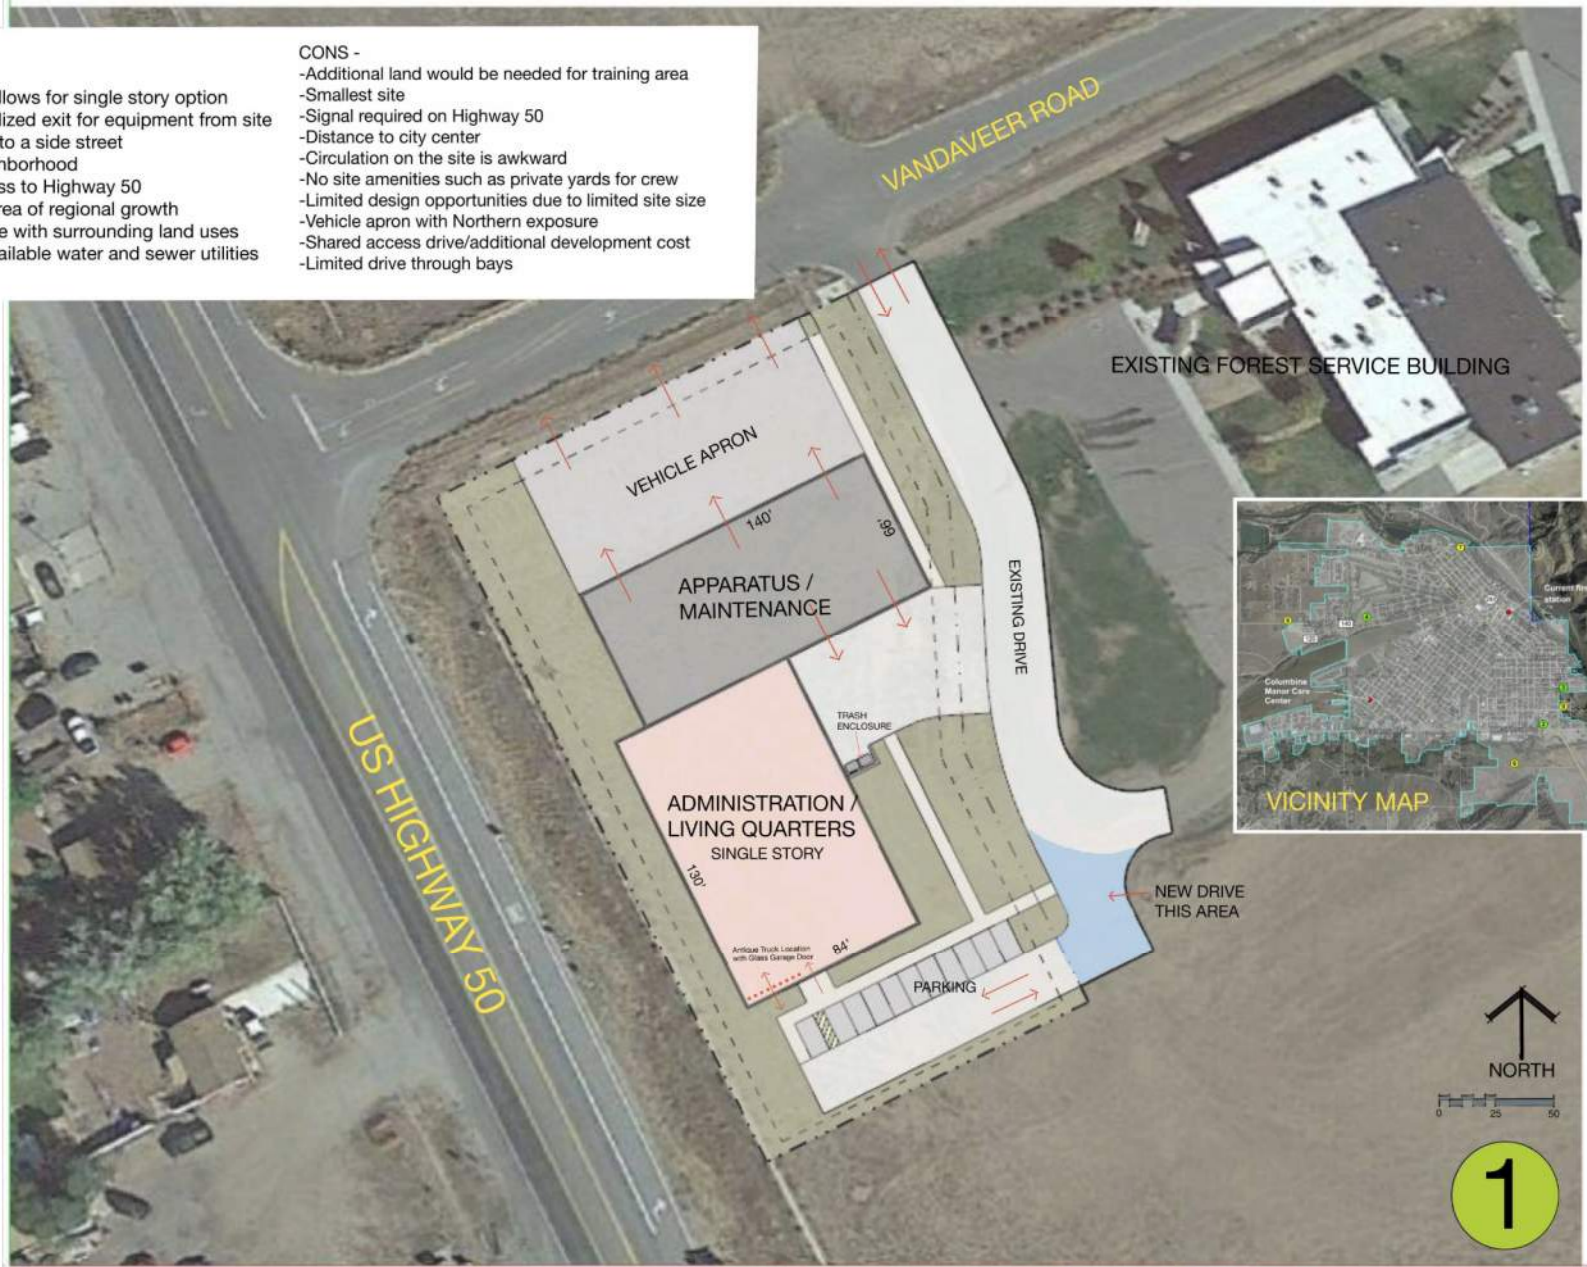 llows for single story option
lized exit for equipment from site
to a side street
nborhood
ss to Highway 50
rea of regional growth
e with surrounding land uses
ailable water and sewer utilities
CONS -
-Additional land would be needed for training area
-Smallest site
-Signal required on Highway 50
-Distance to city center
-Circulation on the site is awkward
-No site amenities such as private yards for crew
-Limited design opportunities due to limited site size
-Vehicle apron with Northern exposure
-Shared access drive/additional development cost
-Limited drive through bays
VANDAVEER ROAD
EXISTING FOREST SERVICE BUILDING
VEHICLE APRON
140'
66'
APPARATUS /
MAINTENANCE
EXISTING DRIVE
TRASH
ENCLOSURE
US HIGHWAY 50
ADMINISTRATION /
LIVING QUARTERS
SINGLE STORY
130'
84'
Antique Truck Location
with Glass Garage Door
PARKING
NEW DRIVE
THIS AREA
Current
station
Columbine
Manor Care
Center
VICINITY MAP
NORTH
0 25 50
1